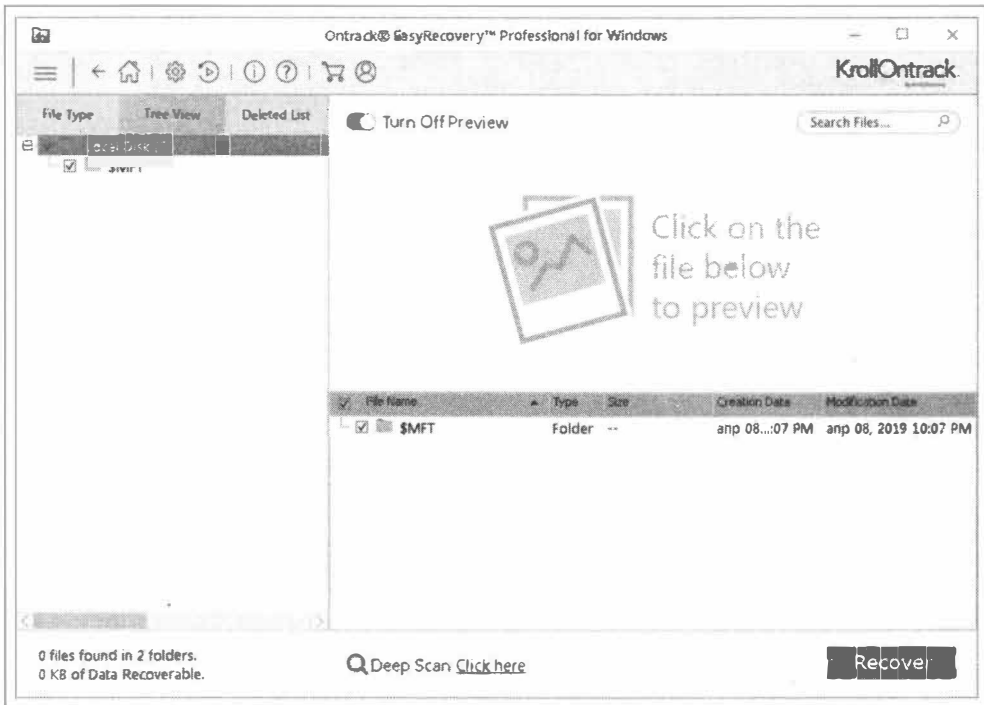 Ontrack® EasyRecovery™ Professional for Windows
KrollOntrack
File Type Tree View Deleted List
Turn Off Preview
Search Files...
Local Disk
$MFT
Click on the
file below
to preview
File Name Type Size Creation Date Modification Date
$MFT Folder -- апр 08...:07 PM апр 08, 2019 10:07 PM
0 files found in 2 folders.
0 KB of Data Recoverable.
Deep Scan Click here
Recover